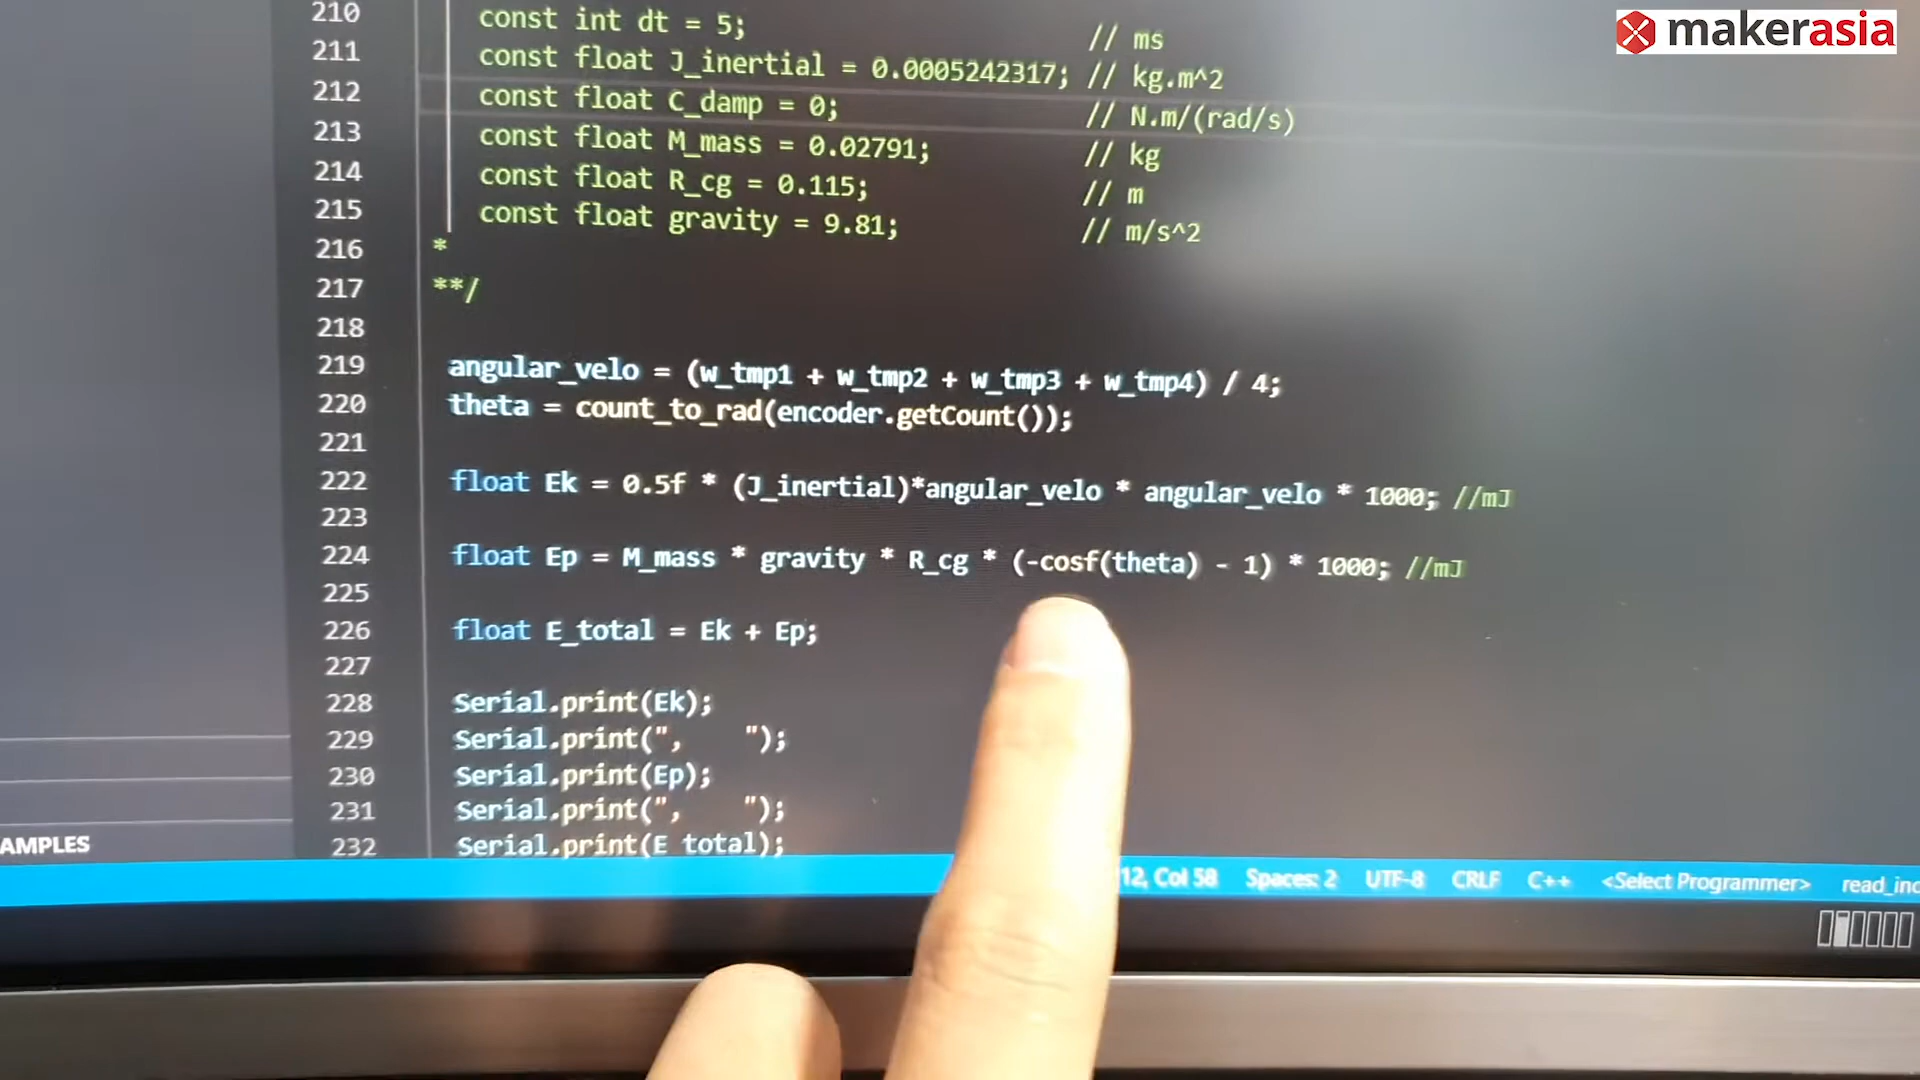 makerasia
210 const int dt = 5; // ms
211 const float J_inertial = 0.0005242317; // kg.m^2
212 const float C_damp = 0; // N.m/(rad/s)
213 const float M_mass = 0.02791; // kg
214 const float R_cg = 0.115; // m
215 const float gravity = 9.81; // m/s^2
216 *
217 **/
218
219 angular_velo = (w_tmp1 + w_tmp2 + w_tmp3 + w_tmp4) / 4;
220 theta = count_to_rad(encoder.getCount());
221
222 float Ek = 0.5f * (J_inertial)*angular_velo * angular_velo * 1000; //mJ
223
224 float Ep = M_mass * gravity * R_cg * (-cosf(theta) - 1) * 1000; //mJ
225
226 float E_total = Ek + Ep;
227
228 Serial.print(Ek);
229 Serial.print(",    ");
230 Serial.print(Ep);
231 Serial.print(",    ");
232 Serial.print(E_total);
AMPLES
12, Col 58 Spaces: 2 UTF-8 CRLF C++ <Select Programmer> read_inc